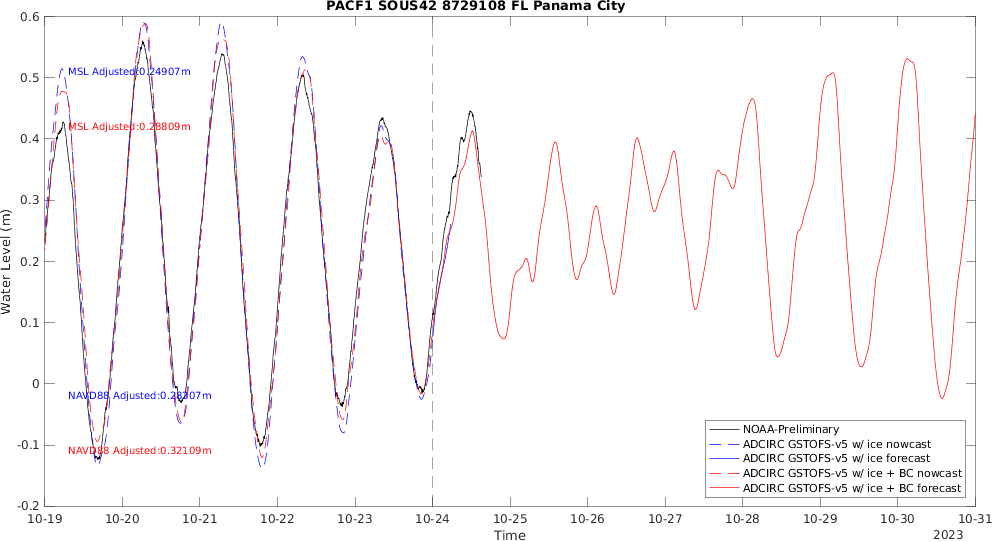 PACF1 SOUS42 8729108 FL Panama City
Water Level (m)
0.6
0.5
0.4
0.3
0.2
0.1
0
-0.1
-0.2
MSL Adjusted:0.24907m
MSL Adjusted:0.28809m
NAVD88 Adjusted:0.28207m
NAVD88 Adjusted:0.32109m
NOAA-Preliminary
ADCIRC GSTOFS-v5 w/ ice nowcast
ADCIRC GSTOFS-v5 w/ ice forecast
ADCIRC GSTOFS-v5 w/ ice + BC nowcast
ADCIRC GSTOFS-v5 w/ ice + BC forecast
10-19 10-20 10-21 10-22 10-23 10-24 10-25 10-26 10-27 10-28 10-29 10-30 10-31
Time
2023